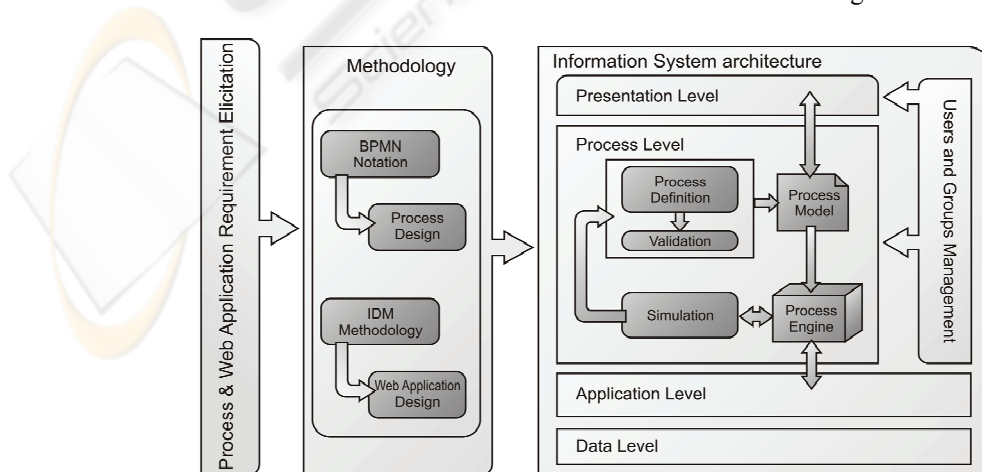 Process & Web Application Requirement Elicitation
Methodology
BPMN
Notation
Process
Design
IDM
Methodology
Web Application
Design
Information System architecture
Presentation Level
Process Level
Process
Definition
Validation
Process
Model
Simulation
Process
Engine
Application Level
Data Level
Users and Groups Management